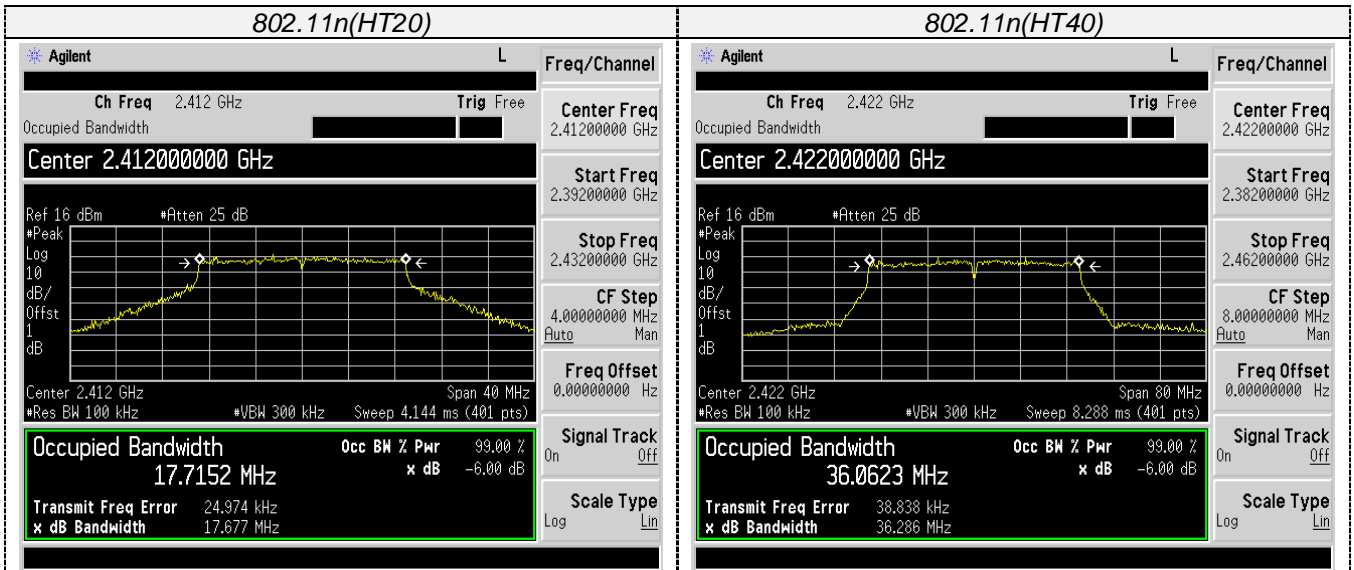 802.11n(HT20)
Agilent L
Ch Freq 2.412 GHz Trig Free
Occupied Bandwidth
Center 2.412000000 GHz
Ref 16 dBm #Atten 25 dB
#Peak
Log
10
dB/
Offst
1
dB
Center 2.412 GHz Span 40 MHz
#Res BW 100 kHz #VBW 300 kHz Sweep 4.144 ms (401 pts)
Occupied Bandwidth Occ BW % Pwr 99.00 %
17.7152 MHz x dB -6.00 dB
Transmit Freq Error 24.974 kHz
x dB Bandwidth 17.677 MHz
Freq/Channel
Center Freq
2.41200000 GHz
Start Freq
2.39200000 GHz
Stop Freq
2.43200000 GHz
CF Step
4.00000000 MHz
Auto Man
Freq Offset
0.00000000 Hz
Signal Track
On Off
Scale Type
Log Lin
802.11n(HT40)
Agilent L
Ch Freq 2.422 GHz Trig Free
Occupied Bandwidth
Center 2.422000000 GHz
Ref 16 dBm #Atten 25 dB
#Peak
Log
10
dB/
Offst
1
dB
Center 2.422 GHz Span 80 MHz
#Res BW 100 kHz #VBW 300 kHz Sweep 8.288 ms (401 pts)
Occupied Bandwidth Occ BW % Pwr 99.00 %
36.0623 MHz x dB -6.00 dB
Transmit Freq Error 38.838 kHz
x dB Bandwidth 36.286 MHz
Freq/Channel
Center Freq
2.42200000 GHz
Start Freq
2.38200000 GHz
Stop Freq
2.46200000 GHz
CF Step
8.00000000 MHz
Auto Man
Freq Offset
0.00000000 Hz
Signal Track
On Off
Scale Type
Log Lin